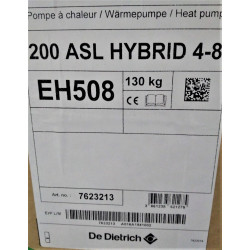 Pompe à chaleur / Wärmepumpe / Heat pump
200 ASL HYBRID 4-8
EH508
130 kg
7623213
De Dietrich